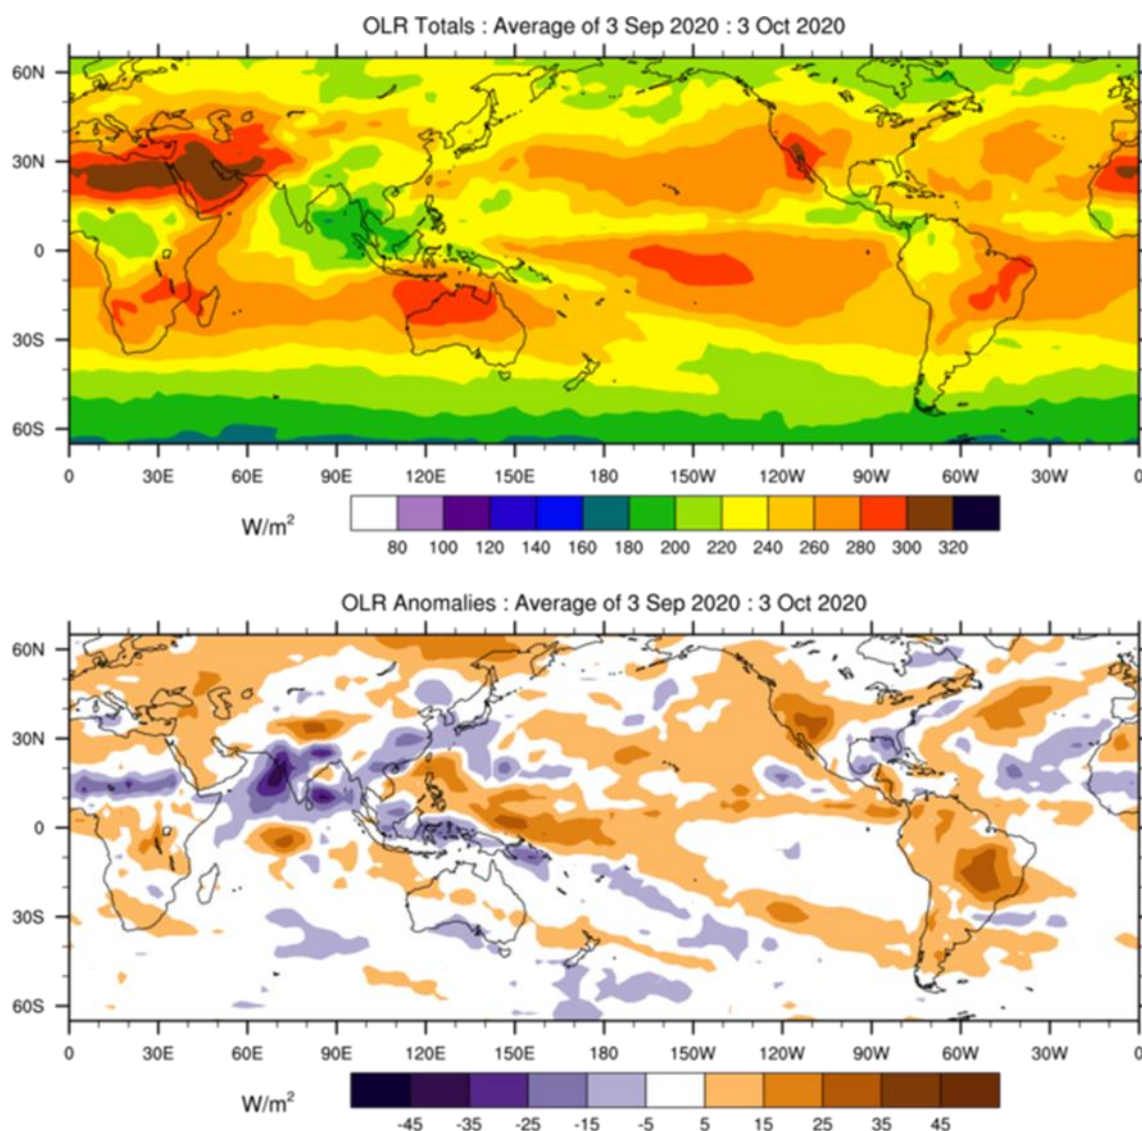 OLR Totals : Average of 3 Sep 2020 : 3 Oct 2020
60N
30N
0
30S
60S
0 30E 60E 90E 120E 150E 180 150W 120W 90W 60W 30W 0
W/m²
80 100 120 140 160 180 200 220 240 260 280 300 320
OLR Anomalies : Average of 3 Sep 2020 : 3 Oct 2020
60N
30N
0
30S
60S
0 30E 60E 90E 120E 150E 180 150W 120W 90W 60W 30W 0
W/m²
-45 -35 -25 -15 -5 5 15 25 35 45